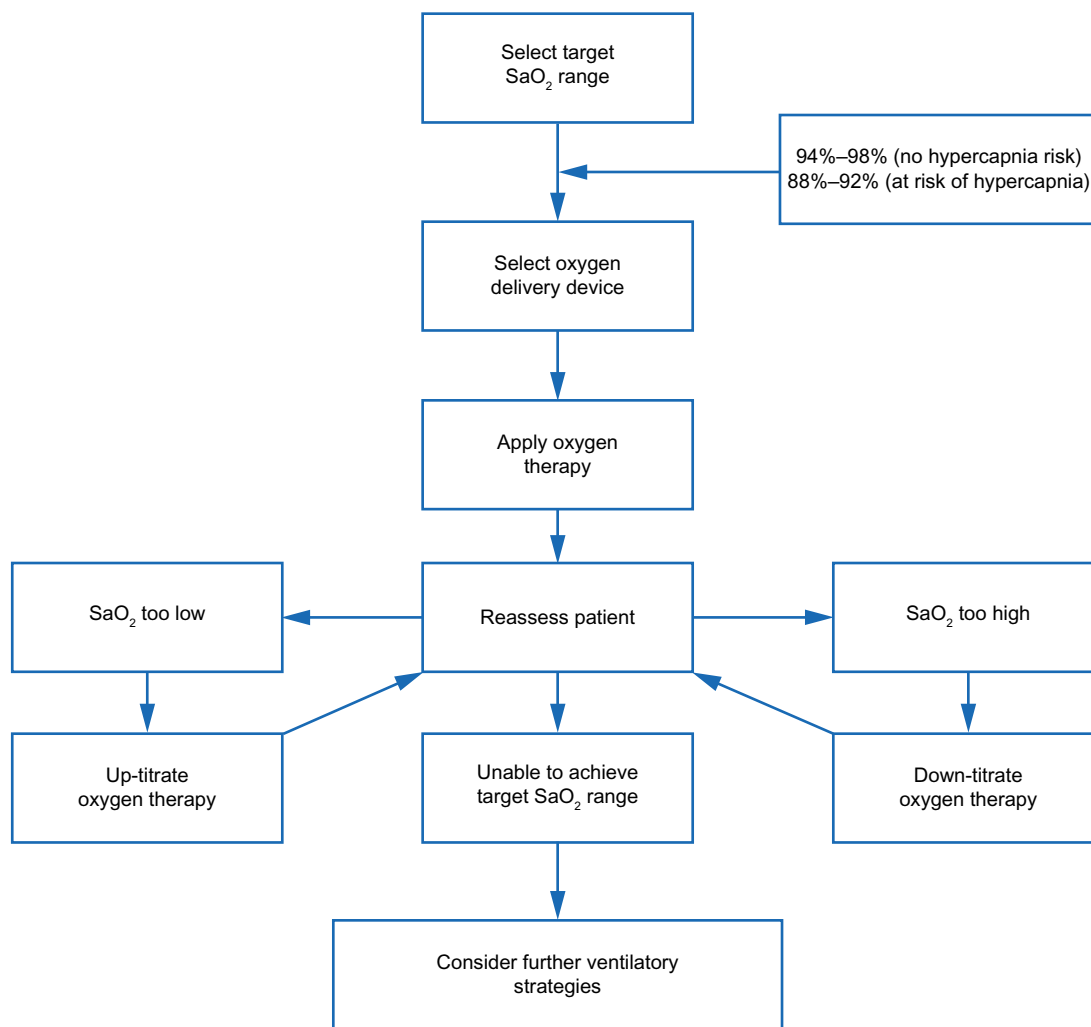 Select target
SaO₂ range
94%–98% (no hypercapnia risk)
88%–92% (at risk of hypercapnia)
Select oxygen
delivery device
Apply oxygen
therapy
SaO₂ too low
Reassess patient
SaO₂ too high
Up-titrate
oxygen therapy
Unable to achieve
target SaO₂ range
Down-titrate
oxygen therapy
Consider further ventilatory
strategies